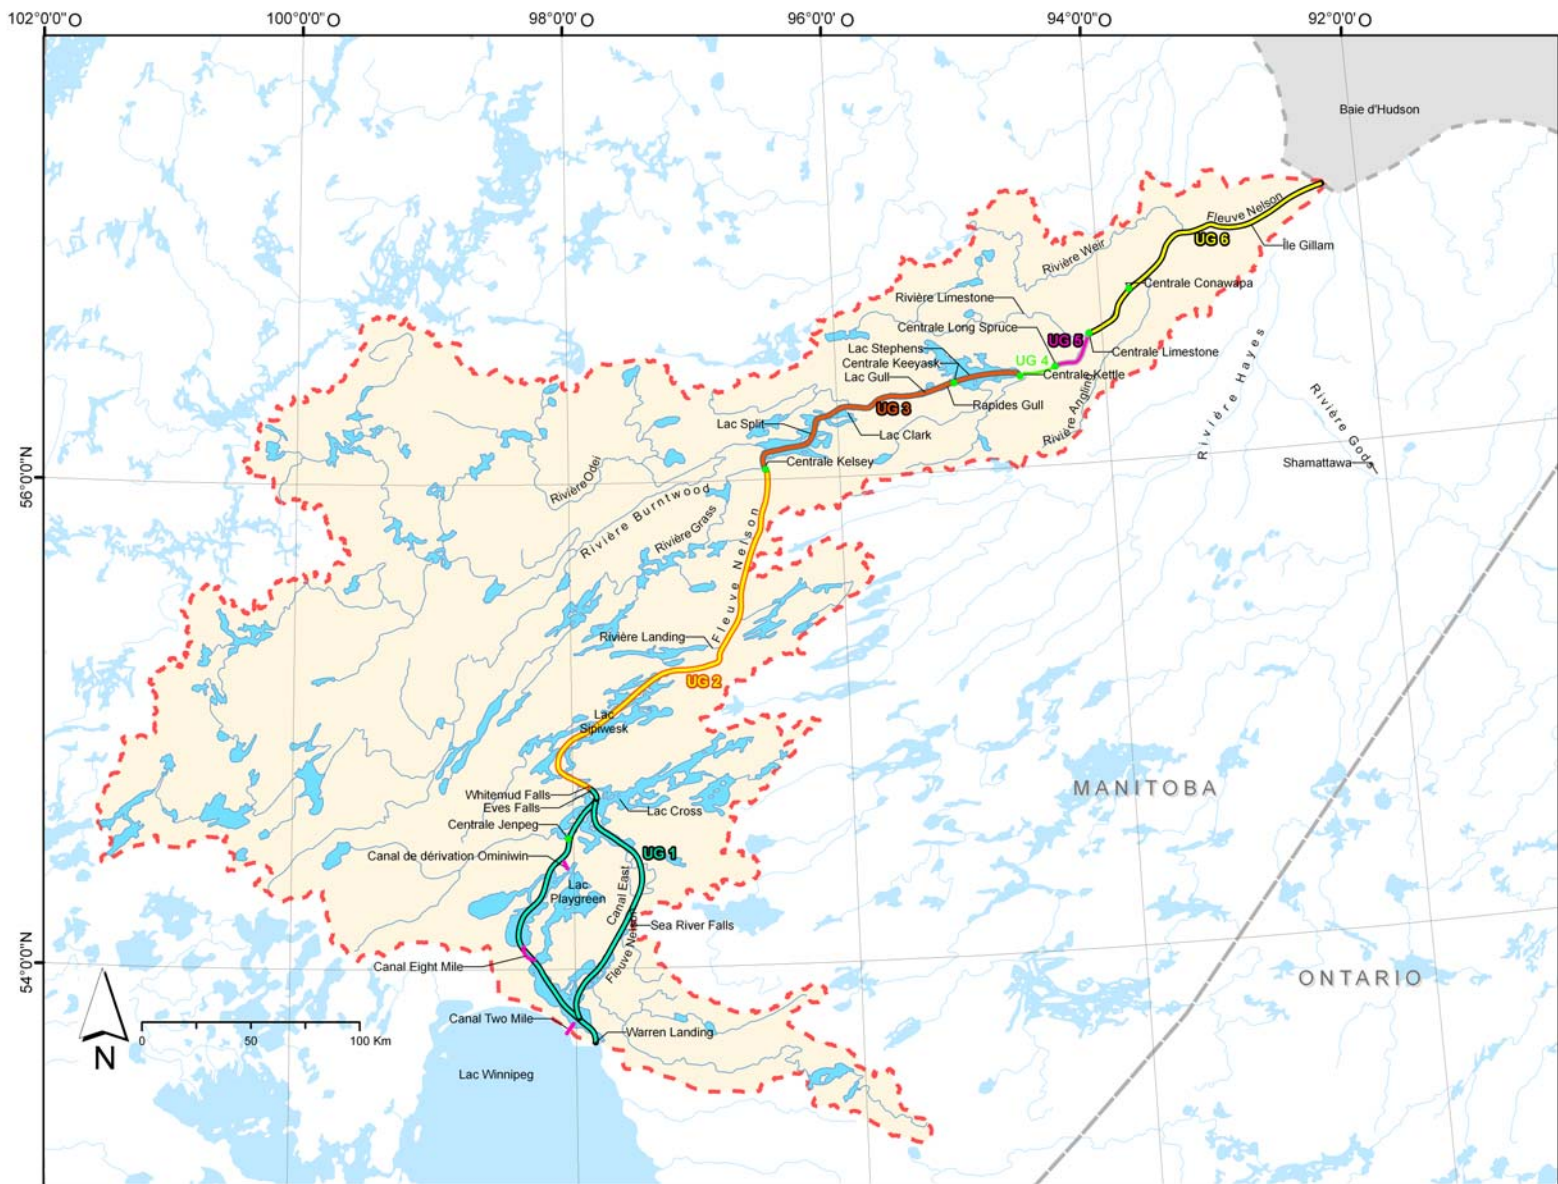 102°0'0"O
100°0'0"O
98°0'0"O
96°0'0"O
94°0'0"O
92°0'0"O
Baie d'Hudson
Fleuve Nelson
UG 6
Île Gillam
Rivière Weir
Centrale Conawapa
Rivière Limestone
Centrale Long Spruce
UG 5
Centrale Limestone
Lac Stephens
UG 4
Centrale Keeyask
Centrale Kettle
Lac Gull
Rapides Gull
UG 3
Rivière Angling
Rivière Hayes
Rivière Gods
Lac Split
Lac Clark
Centrale Kelsey
Shamattawa
56°0'0"N
Rivière Odei
Rivière Burntwood
Rivière Grass
Fleuve Nelson
Rivière Landing
UG 2
Lac
Sipiwesk
MANITOBA
Whitemud Falls
Eves Falls
Lac Cross
Centrale Jenpeg
Canal de dérivation Ominiwin
UG 1
Lac
Playgreen
Canal East
Fleuve Nelson
Sea River Falls
Canal Eight Mile
54°0'0"N
ONTARIO
Canal Two Mile
Warren Landing
Lac Winnipeg
N
0
50
100 Km